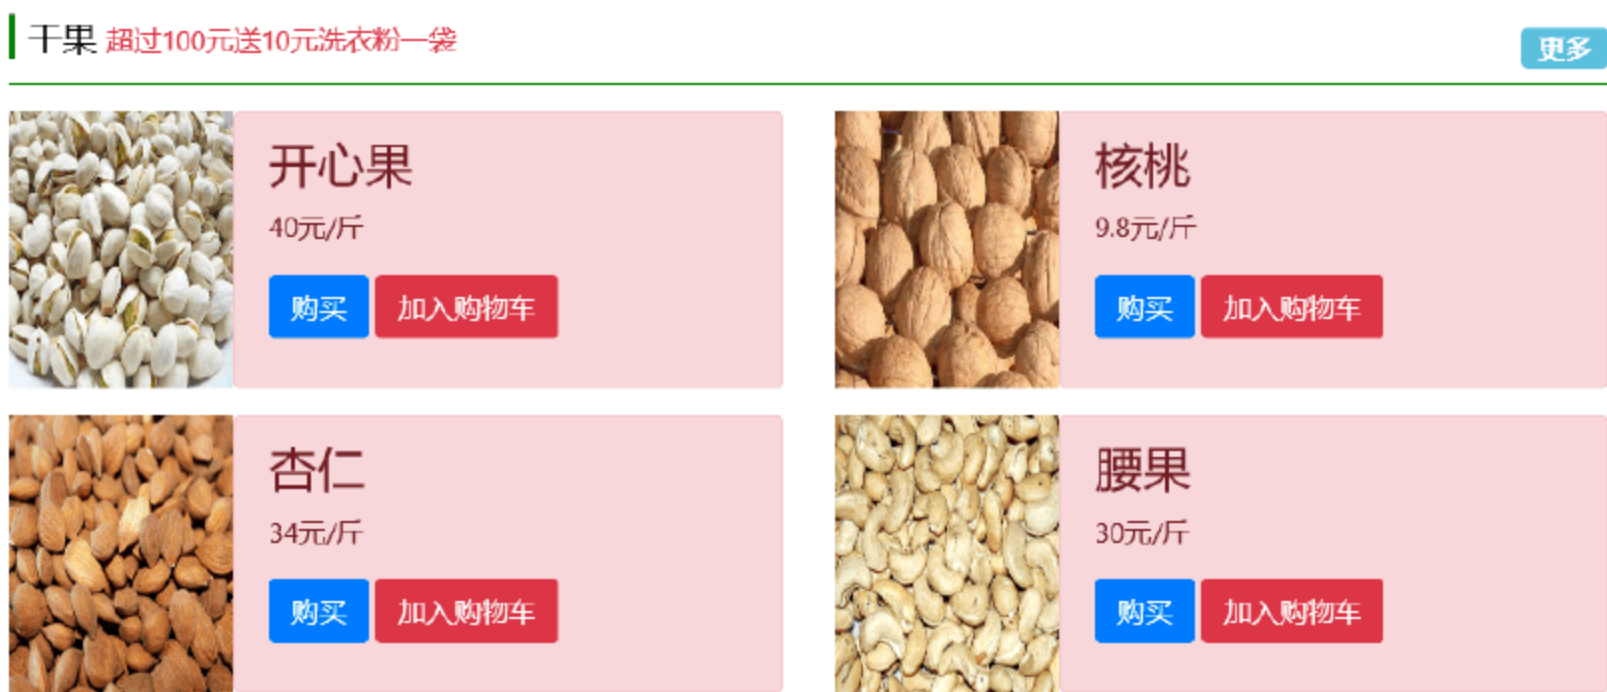 干果 超过100元送10元洗衣粉一袋
更多
开心果
40元/斤
购买 加入购物车
核桃
9.8元/斤
购买 加入购物车
杏仁
34元/斤
购买 加入购物车
腰果
30元/斤
购买 加入购物车